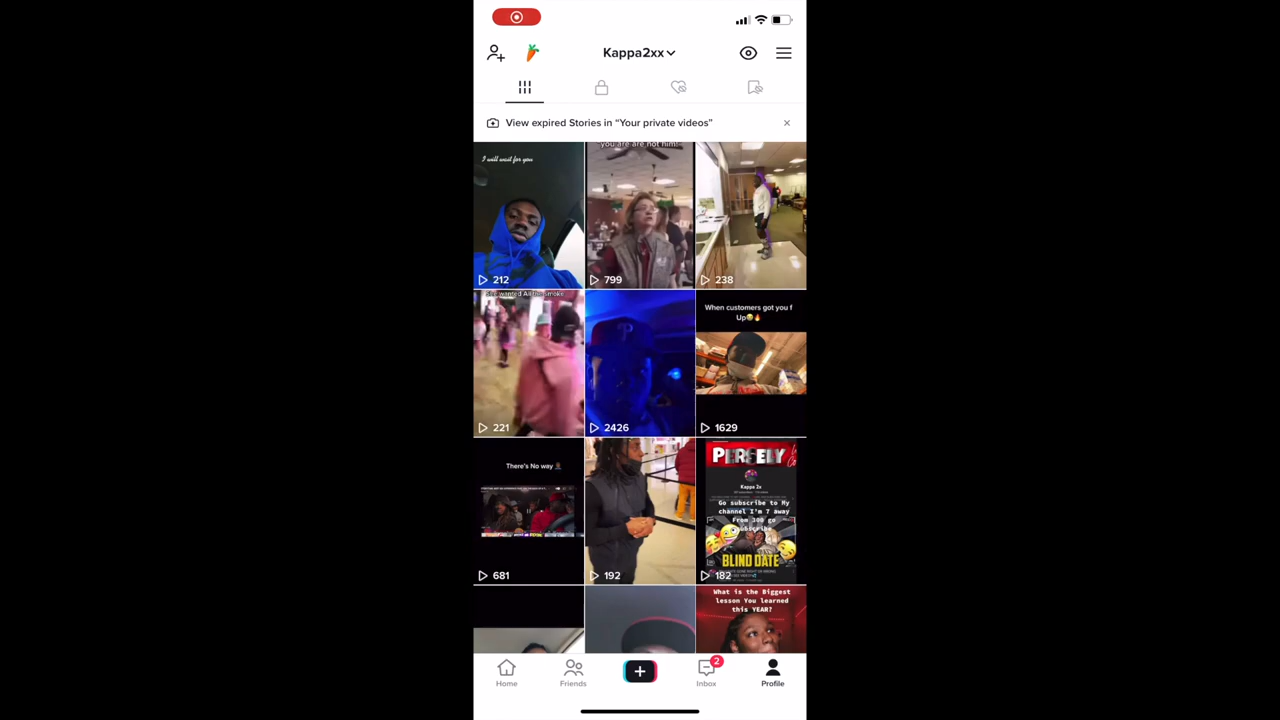 Kappa2xx
View expired Stories in “Your private videos”
I will wait for you
you are are not him!
212
799
238
She wanted All the Smoke
When customers got you f
Up😭🔥
221
2426
1629
There's No way
PERSELY
Kappa 2x
Go subscribe to My
channel I'm 7 away
From 300 go
subscribe
BLIND DATE
681
192
182
What is the Biggest
lesson You learned
this YEAR?
2
Home
Friends
Inbox
Profile